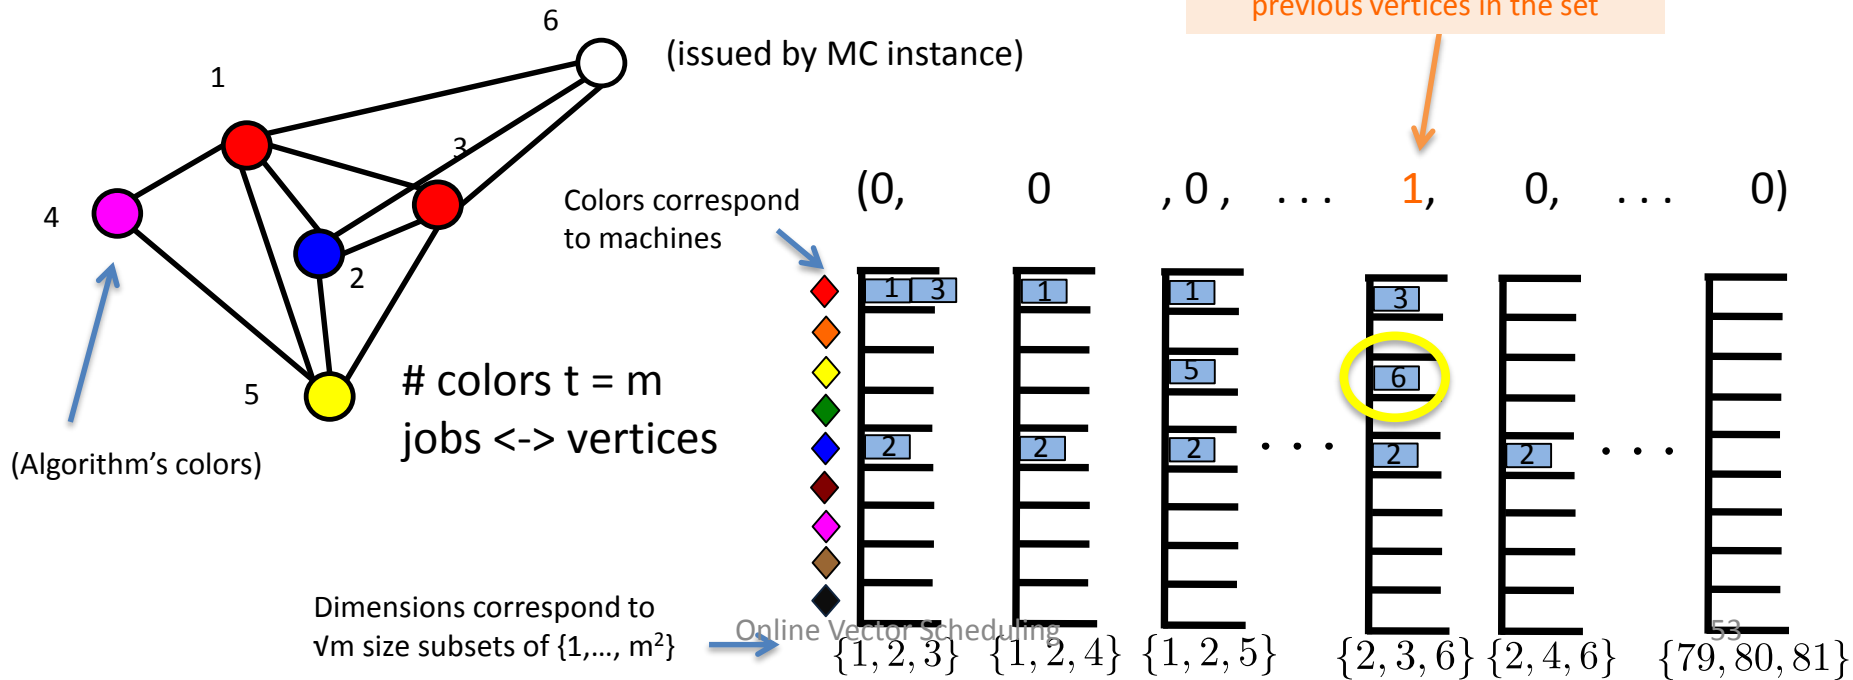 previous vertices in the set
6
(issued by MC instance)
1
3
4
2
5
(Algorithm's colors)
# colors t = m
jobs <-> vertices
Colors correspond
to machines
(0, 0 , 0 , . . . 1, 0, . . . 0)
1 3 1 1 3
5 6
2 2 2 2 2
. . . . . .
Dimensions correspond to
√m size subsets of {1,..., m²}
Online Vector Scheduling
53
{1, 2, 3} {1, 2, 4} {1, 2, 5} {2, 3, 6} {2, 4, 6} {79, 80, 81}